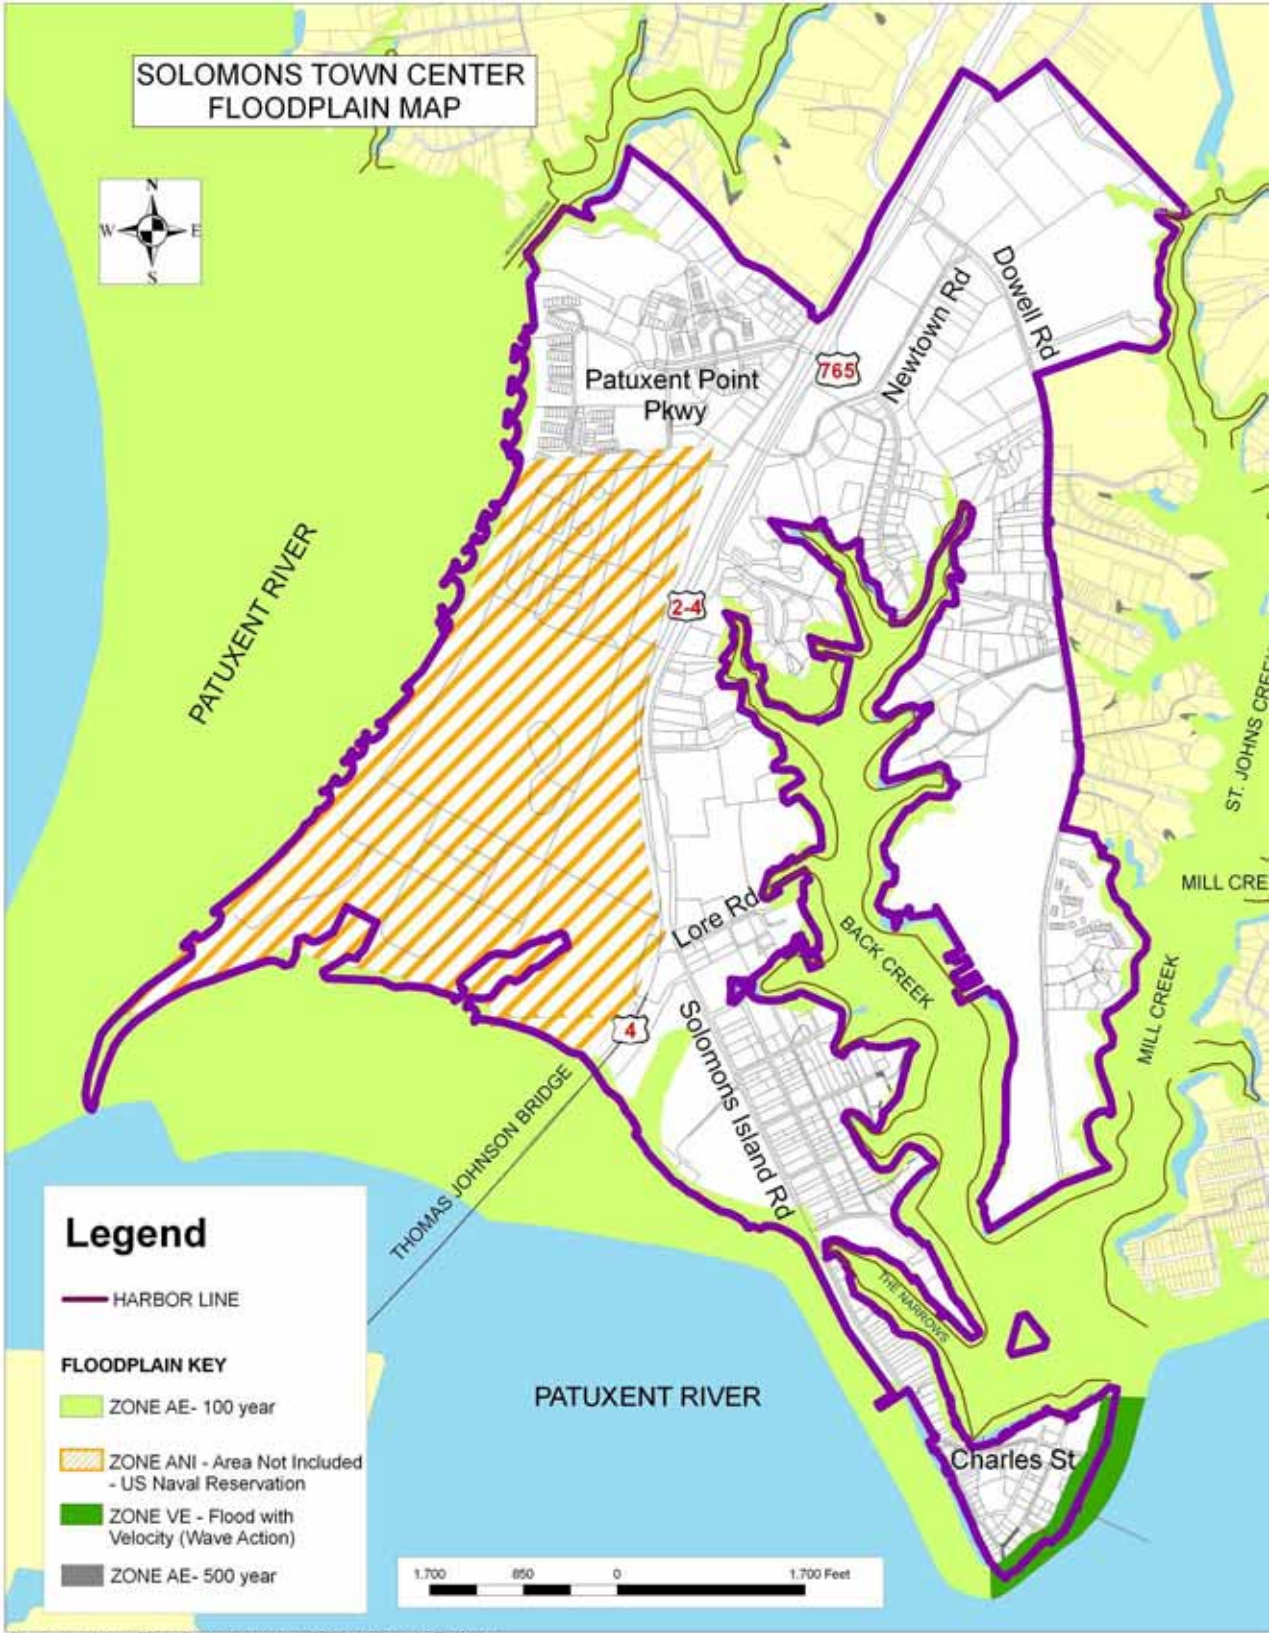 SOLOMONS TOWN CENTER
FLOODPLAIN MAP
N
W E
S
Dowell Rd
Newtown Rd
765
Patuxent Point
Pkwy
PATUXENT RIVER
2-4
ST. JOHNS CREEK
MILL CRE
Lore Rd
BACK CREEK
MILL CREEK
Solomons Island Rd
4
THOMAS JOHNSON BRIDGE
THE NARROWS
PATUXENT RIVER
Charles St
Legend
HARBOR LINE
FLOODPLAIN KEY
ZONE AE- 100 year
ZONE ANI - Area Not Included
- US Naval Reservation
ZONE VE - Flood with
Velocity (Wave Action)
ZONE AE- 500 year
1,700 850 0 1,700 Feet